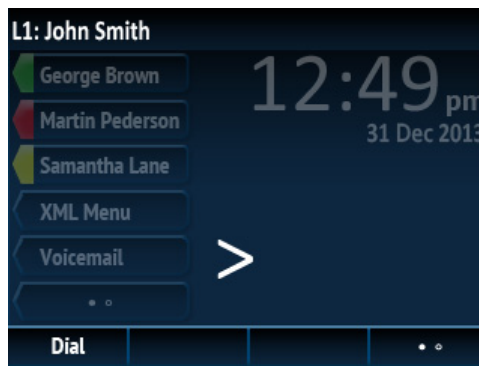 L1: John Smith
George Brown
Martin Pederson
Samantha Lane
XML Menu
Voicemail
12:49 pm
31 Dec 2013
>
Dial